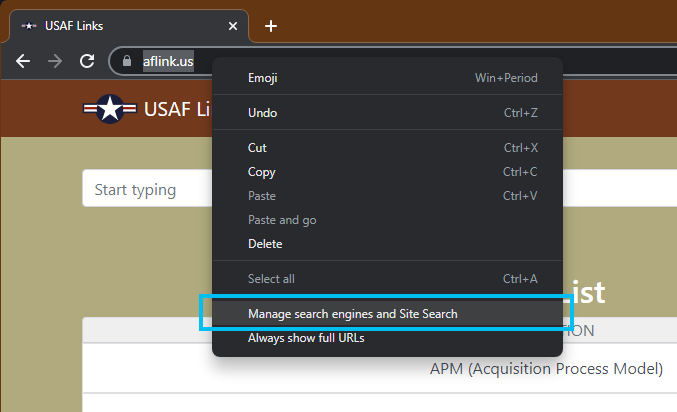 USAF Links
aflink.us
USAF Li
Start typing
Emoji Win+Period
Undo Ctrl+Z
Cut Ctrl+X
Copy Ctrl+C
Paste Ctrl+V
Paste and go
Delete
Select all Ctrl+A
Manage search engines and Site Search
Always show full URLs
ist
ION
APM (Acquisition Process Model)